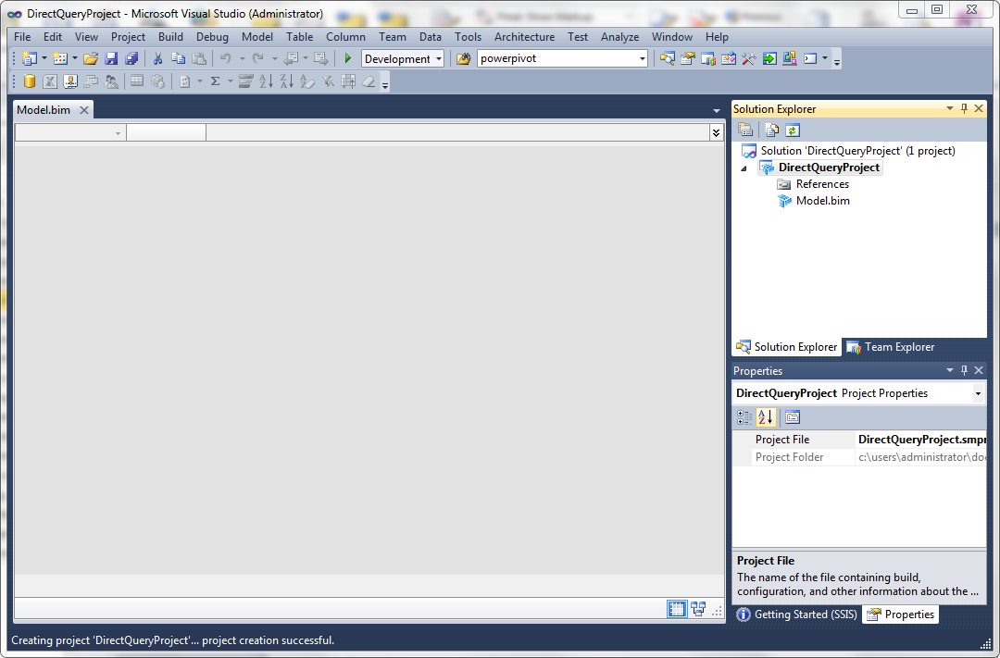 DirectQueryProject - Microsoft Visual Studio (Administrator)
File Edit View Project Build Debug Model Table Column Team Data Tools Architecture Test Analyze Window Help
Development powerpivot
Model.bim
Solution Explorer
Solution 'DirectQueryProject' (1 project)
DirectQueryProject
References
Model.bim
Solution Explorer Team Explorer
Properties
DirectQueryProject Project Properties
Project File DirectQueryProject.smpr
Project Folder c:\users\administrator\doc
Project File
The name of the file containing build,
configuration, and other information about the ...
Getting Started (SSIS) Properties
Creating project 'DirectQueryProject'... project creation successful.